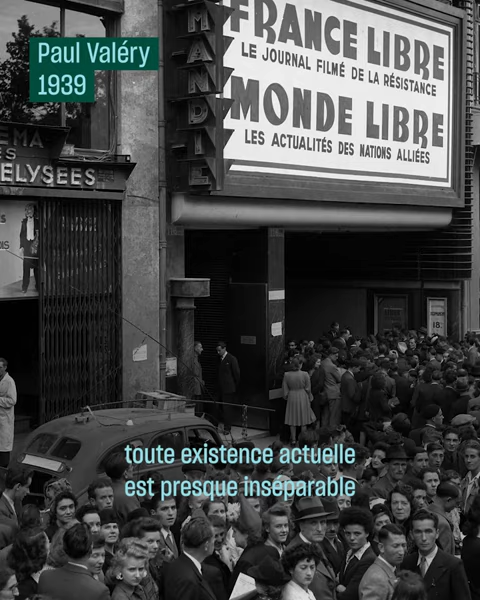 Paul Valéry
1939
FRANCE LIBRE
LE JOURNAL FILMÉ DE LA RÉSISTANCE
MONDE LIBRE
LES ACTUALITÉS DES NATIONS ALLIÉES
MANDIE
ELYSEES
toute existence actuelle
est presque inséparable